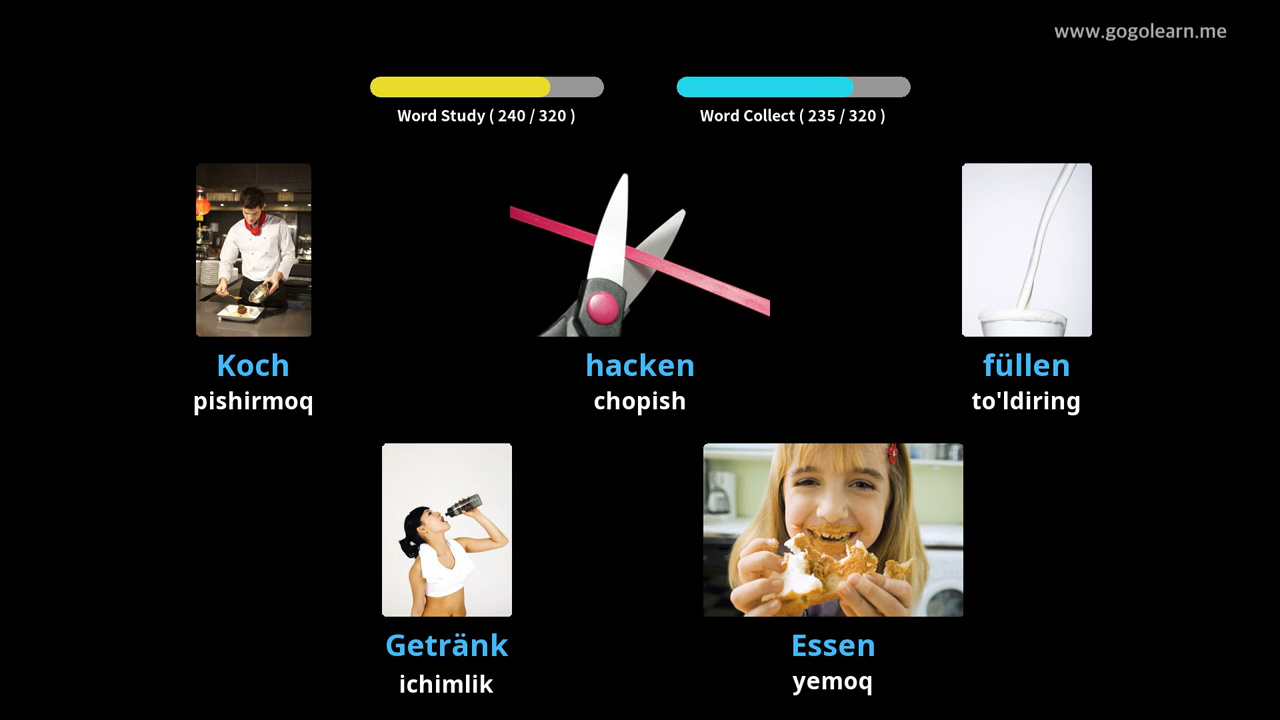 www.gogolearn.me
Word Study ( 240 / 320 )
Word Collect ( 235 / 320 )
Koch
hacken
füllen
pishirmoq
chopish
to'ldiring
Getränk
Essen
ichimlik
yemoq